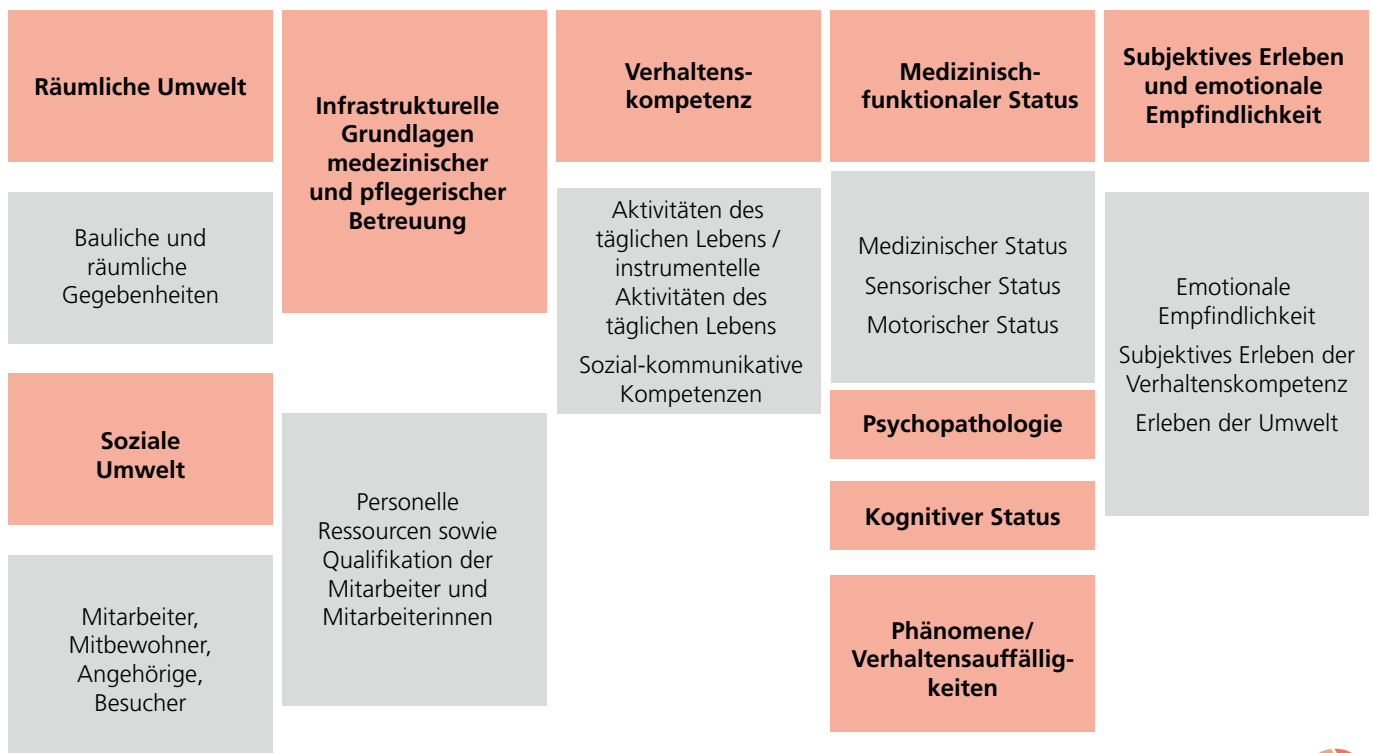 Räumliche Umwelt
Bauliche und
räumliche
Gegebenheiten
Soziale
Umwelt
Mitarbeiter,
Mitbewohner,
Angehörige,
Besucher
Infrastrukturelle
Grundlagen
medezinischer
und pflegerischer
Betreuung
Personelle
Ressourcen sowie
Qualifikation der
Mitarbeiter und
Mitarbeiterinnen
Verhaltens-
kompetenz
Aktivitäten des
täglichen Lebens /
instrumentelle
Aktivitäten des
täglichen Lebens
Sozial-kommunikative
Kompetenzen
Medizinisch-
funktionaler Status
Medizinischer Status
Sensorischer Status
Motorischer Status
Psychopathologie
Kognitiver Status
Phänomene/
Verhaltensauffällig-
keiten
Subjektives Erleben
und emotionale
Empfindlichkeit
Emotionale
Empfindlichkeit
Subjektives Erleben der
Verhaltenskompetenz
Erleben der Umwelt